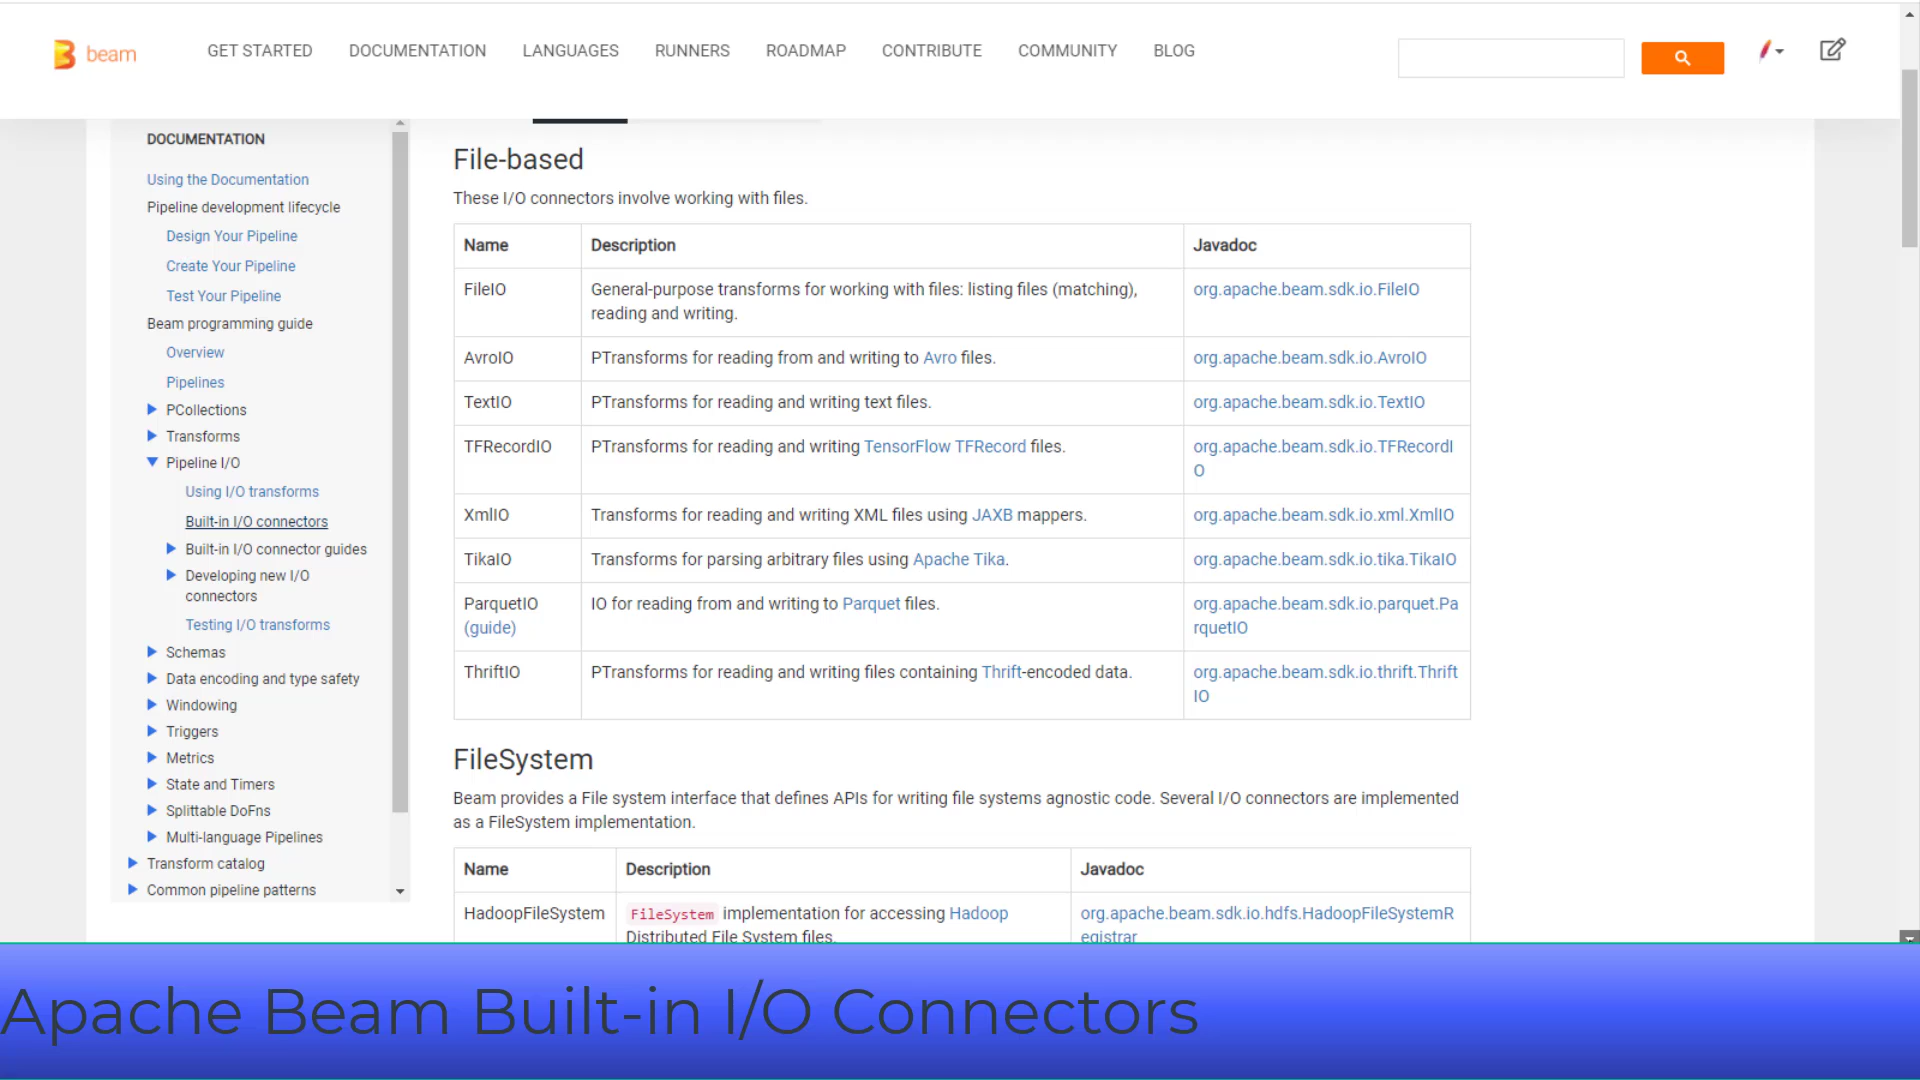 beam
GET STARTED
DOCUMENTATION
LANGUAGES
RUNNERS
ROADMAP
CONTRIBUTE
COMMUNITY
BLOG
DOCUMENTATION
Using the Documentation
Pipeline development lifecycle
Design Your Pipeline
Create Your Pipeline
Test Your Pipeline
Beam programming guide
Overview
Pipelines
PCollections
Transforms
Pipeline I/O
Using I/O transforms
Built-in I/O connectors
Built-in I/O connector guides
Developing new I/O
connectors
Testing I/O transforms
Schemas
Data encoding and type safety
Windowing
Triggers
Metrics
State and Timers
Splittable DoFns
Multi-language Pipelines
Transform catalog
Common pipeline patterns
File-based
These I/O connectors involve working with files.
Name Description Javadoc
FileIO General-purpose transforms for working with files: listing files (matching), org.apache.beam.sdk.io.FileIO
reading and writing.
AvroIO PTransforms for reading from and writing to Avro files. org.apache.beam.sdk.io.AvroIO
TextIO PTransforms for reading and writing text files. org.apache.beam.sdk.io.TextIO
TFRecordIO PTransforms for reading and writing TensorFlow TFRecord files. org.apache.beam.sdk.io.TFRecordI
O
XmlIO Transforms for reading and writing XML files using JAXB mappers. org.apache.beam.sdk.io.xml.XmlIO
TikaIO Transforms for parsing arbitrary files using Apache Tika. org.apache.beam.sdk.io.tika.TikaIO
ParquetIO IO for reading from and writing to Parquet files. org.apache.beam.sdk.io.parquet.Pa
(guide) rquetIO
ThriftIO PTransforms for reading and writing files containing Thrift-encoded data. org.apache.beam.sdk.io.thrift.Thrift
IO
FileSystem
Beam provides a File system interface that defines APIs for writing file systems agnostic code. Several I/O connectors are implemented
as a FileSystem implementation.
Name Description Javadoc
HadoopFileSystem FileSystem implementation for accessing Hadoop org.apache.beam.sdk.io.hdfs.HadoopFileSystemR
Distributed File System files. egistrar
Apache Beam Built-in I/O Connectors